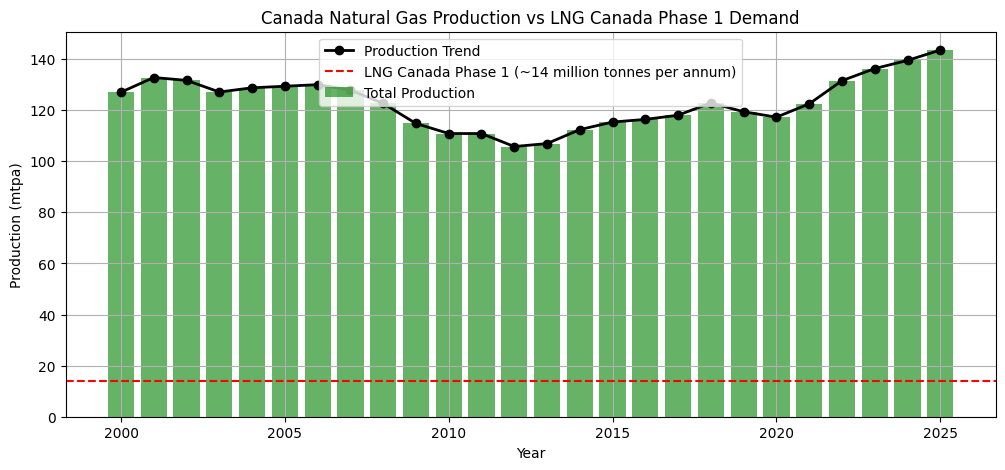 Canada Natural Gas Production vs LNG Canada Phase 1 Demand
Production Trend
LNG Canada Phase 1 (~14 million tonnes per annum)
Total Production
Production (mtpa)
140
120
100
80
60
40
20
0
2000 2005 2010 2015 2020 2025
Year